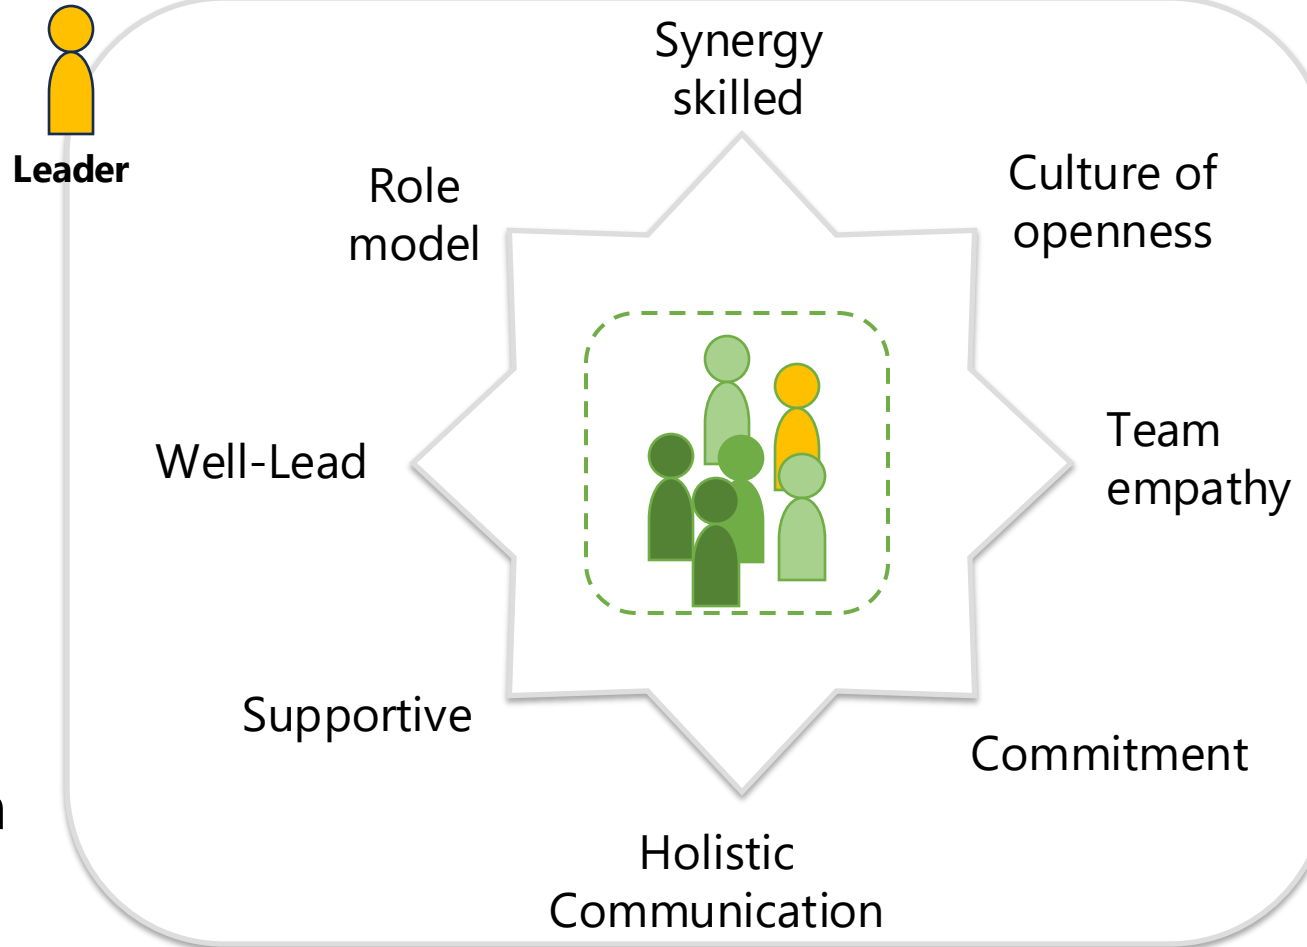 Synergy
skilled
Leader
Role
model
Culture of
openness
Well-Lead
Team
empathy
Supportive
Commitment
Holistic
Communication